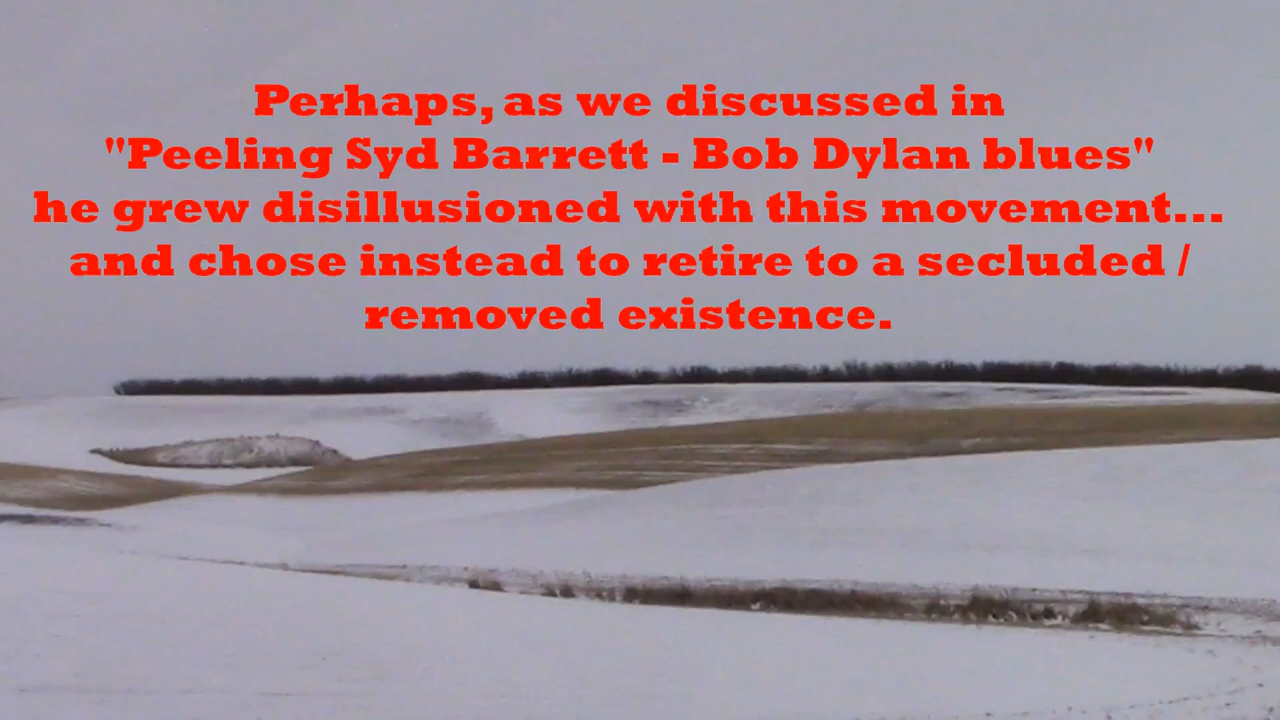 Perhaps, as we discussed in
"Peeling Syd Barrett - Bob Dylan blues"
he grew disillusioned with this movement...
and chose instead to retire to a secluded /
removed existence.